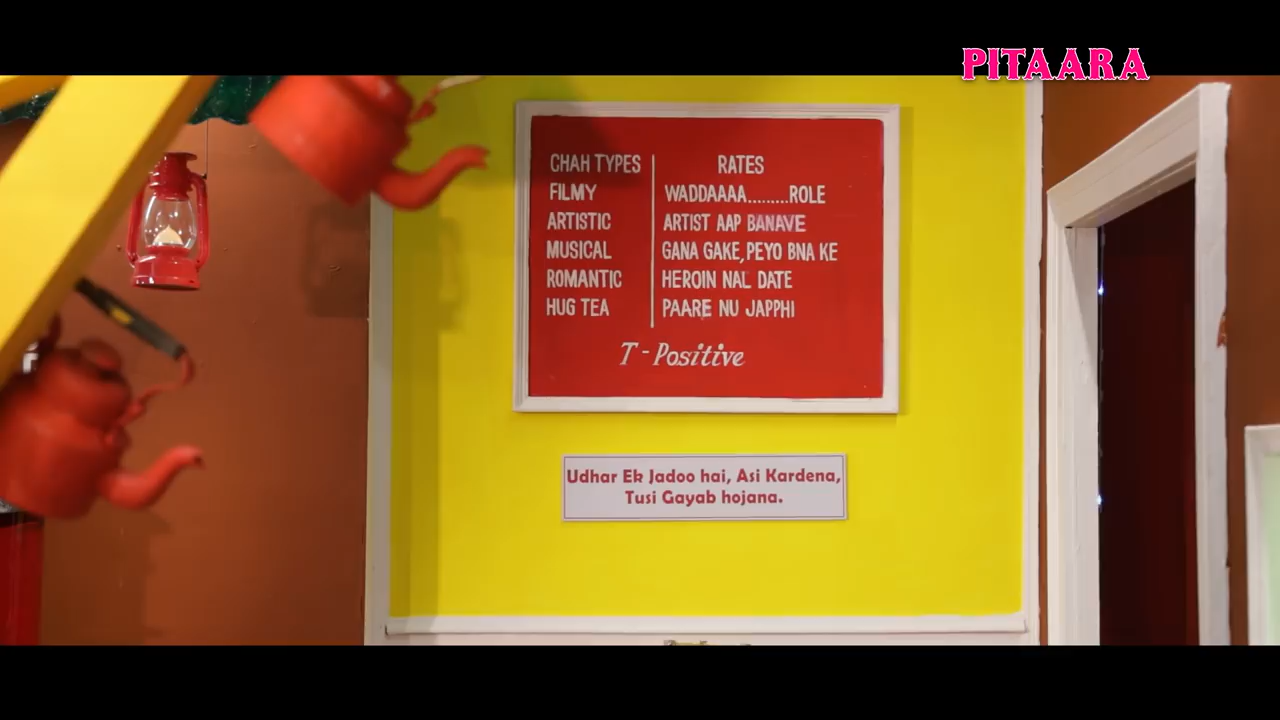 PITAARA
CHAH TYPES RATES
FILMY WADDAAAA.........ROLE
ARTISTIC ARTIST AAP BANAVE
MUSICAL GANA GAKE, PEYO BNA KE
ROMANTIC HEROIN NAL DATE
HUG TEA PAARE NU JAPPHI
T-Positive
Udhar Ek Jadoo hai, Asi Kardena,
Tusi Gayab hojana.